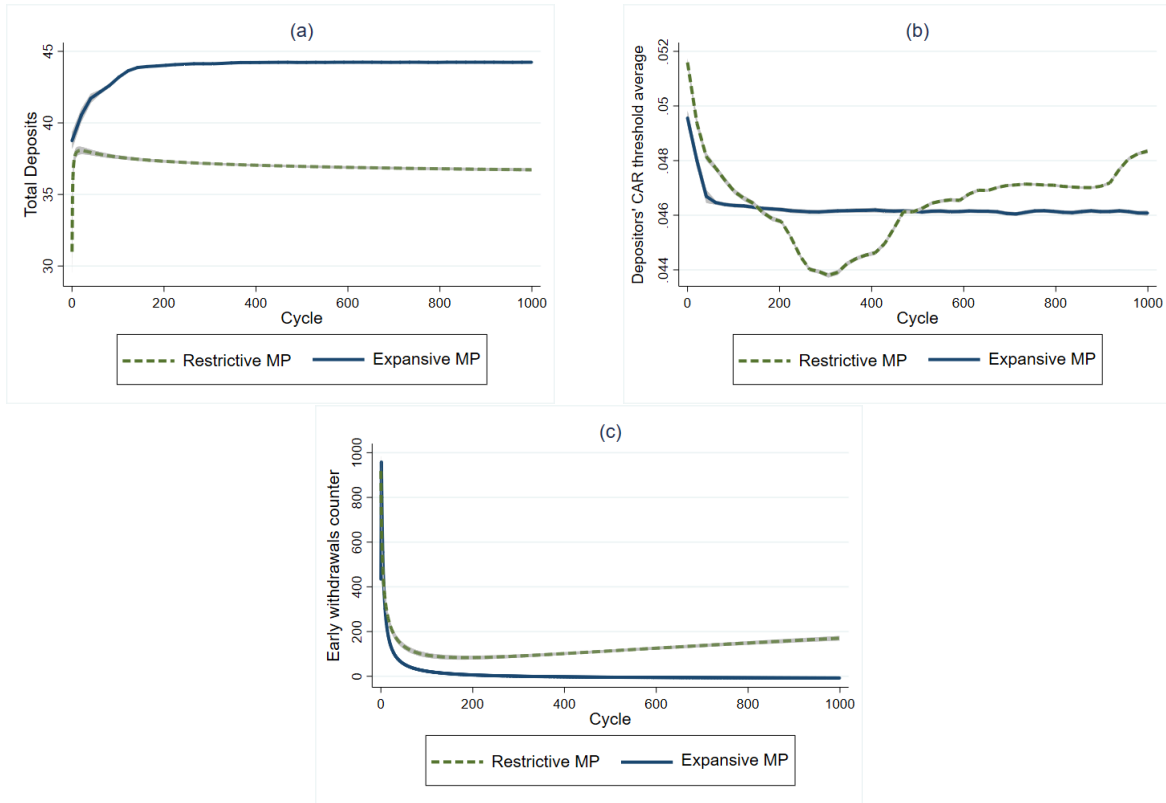 (a)
Total Deposits
45
40
35
30
0 200 400 600 800 1000
Cycle
Restrictive MP Expansive MP
(b)
Depositors' CAR threshold average
.052
.05
.048
.046
.044
0 200 400 600 800 1000
Cycle
Restrictive MP Expansive MP
(c)
Early withdrawals counter
1000
800
600
400
200
0
0 200 400 600 800 1000
Cycle
Restrictive MP Expansive MP